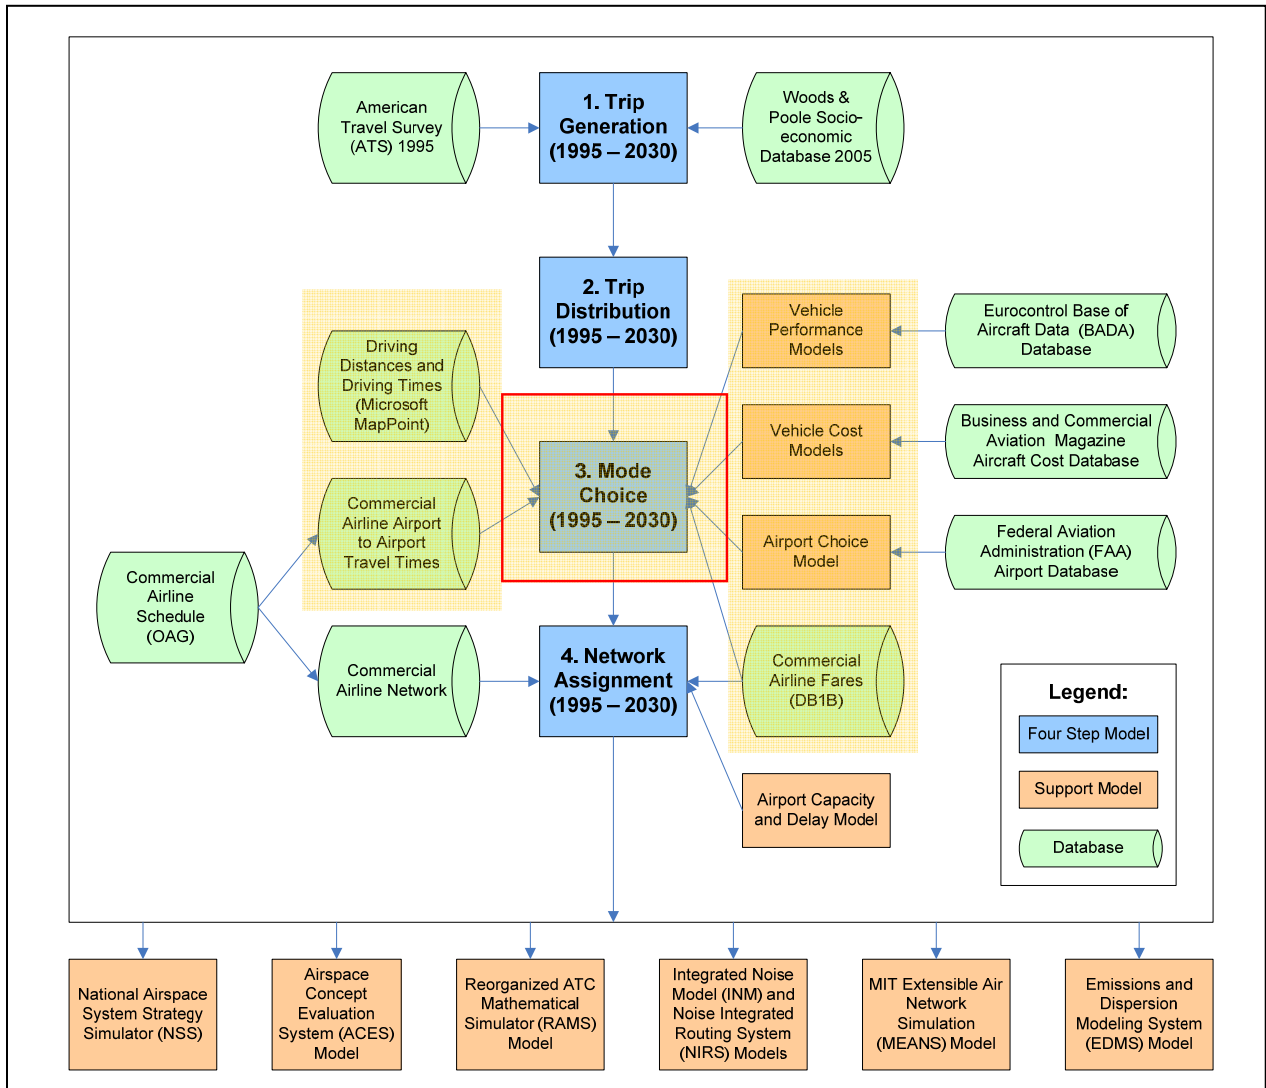 American
Travel Survey
(ATS) 1995
1. Trip
Generation
(1995 – 2030)
Woods &
Poole Socio-
economic
Database 2005
2. Trip
Distribution
(1995 – 2030)
Driving
Distances and
Driving Times
(Microsoft
MapPoint)
Vehicle
Performance
Models
Eurocontrol Base of
Aircraft Data (BADA)
Database
3. Mode
Choice
(1995 – 2030)
Vehicle Cost
Models
Business and Commercial
Aviation Magazine
Aircraft Cost Database
Commercial
Airline Airport
to Airport
Travel Times
Airport Choice
Model
Federal Aviation
Administration (FAA)
Airport Database
Commercial
Airline
Schedule
(OAG)
Commercial
Airline Network
4. Network
Assignment
(1995 – 2030)
Commercial
Airline Fares
(DB1B)
Airport Capacity
and Delay Model
Legend:
Four Step Model
Support Model
Database
National Airspace
System Strategy
Simulator (NSS)
Airspace
Concept
Evaluation
System (ACES)
Model
Reorganized ATC
Mathematical
Simulator (RAMS)
Model
Integrated Noise
Model (INM) and
Noise Integrated
Routing System
(NIRS) Models
MIT Extensible Air
Network
Simulation
(MEANS) Model
Emissions and
Dispersion
Modeling System
(EDMS) Model